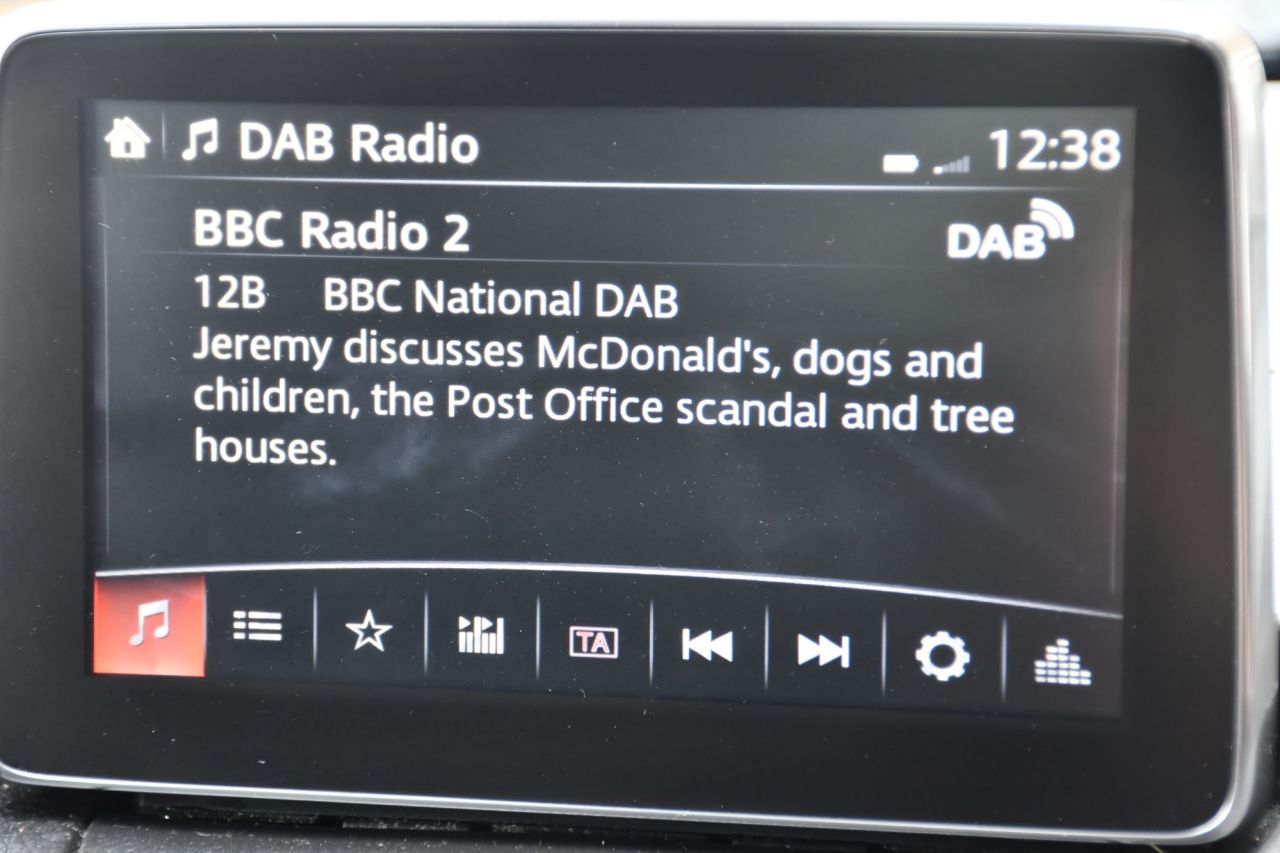 DAB Radio
12:38
BBC Radio 2
DAB
12B BBC National DAB
Jeremy discusses McDonald's, dogs and
children, the Post Office scandal and tree
houses.
TA